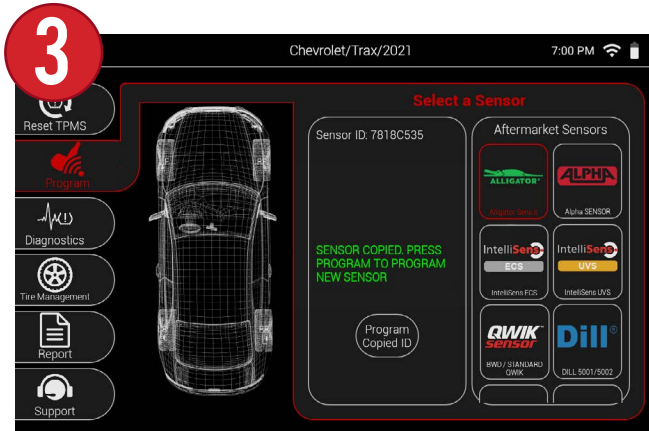 3
Chevrolet/Trax/2021
7:00 PM
Reset TPMS
Program
Diagnostics
Tire Management
Report
Support
Select a Sensor
Sensor ID: 7818C535
SENSOR COPIED. PRESS
PROGRAM TO PROGRAM
NEW SENSOR
Program
Copied ID
Aftermarket Sensors
ALLIGATOR®
Alligator Sens.it
ALPHA
Alpha SENSOR
IntelliSens
ECS
IntelliSens ECS
IntelliSens
UVS
IntelliSens UVS
QWIK
sensor
BWD / STANDARD
QWIK
Dill®
DILL 5001/5002